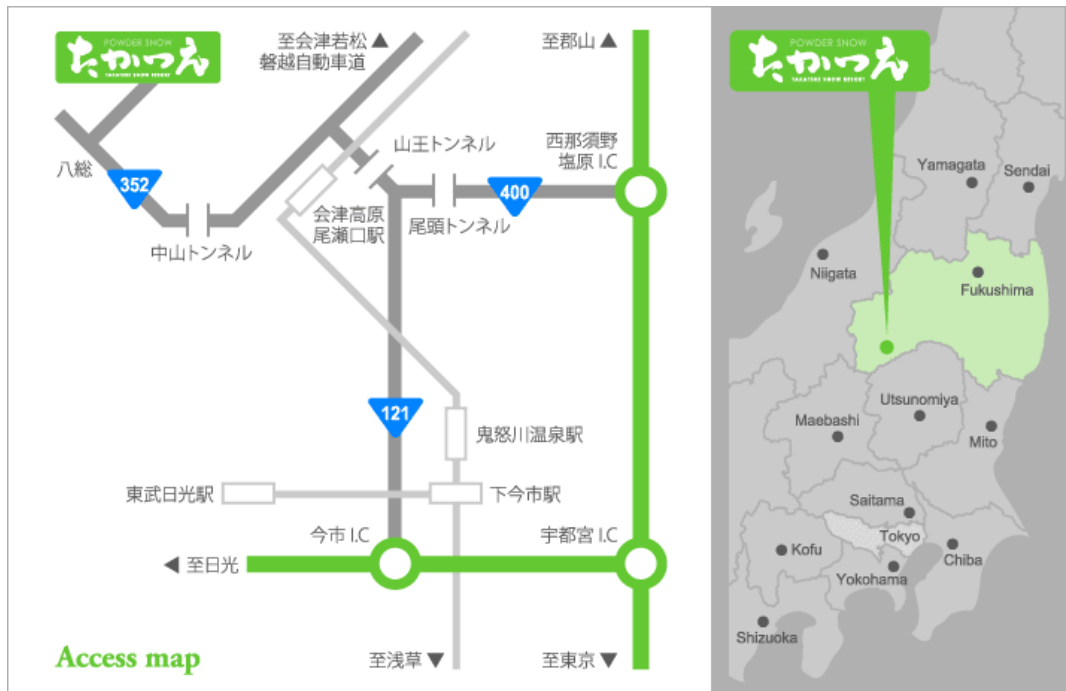 POWDER SNOW
たかつえ
TAKATSUE SNOW RESORT
至会津若松 ▲
磐越自動車道
至郡山 ▲
八総
352
中山トンネル
山王トンネル
400
会津高原
尾瀬口駅
尾頭トンネル
西那須野
塩原 I.C
121
鬼怒川温泉駅
東武日光駅
下今市駅
今市 I.C
宇都宮 I.C
◀ 至日光
Access map
至浅草 ▼
至東京 ▼
POWDER SNOW
たかつえ
TAKATSUE SNOW RESORT
Yamagata
Sendai
Niigata
Fukushima
Utsunomiya
Maebashi
Mito
Saitama
Tokyo
Kofu
Chiba
Yokohama
Shizuoka